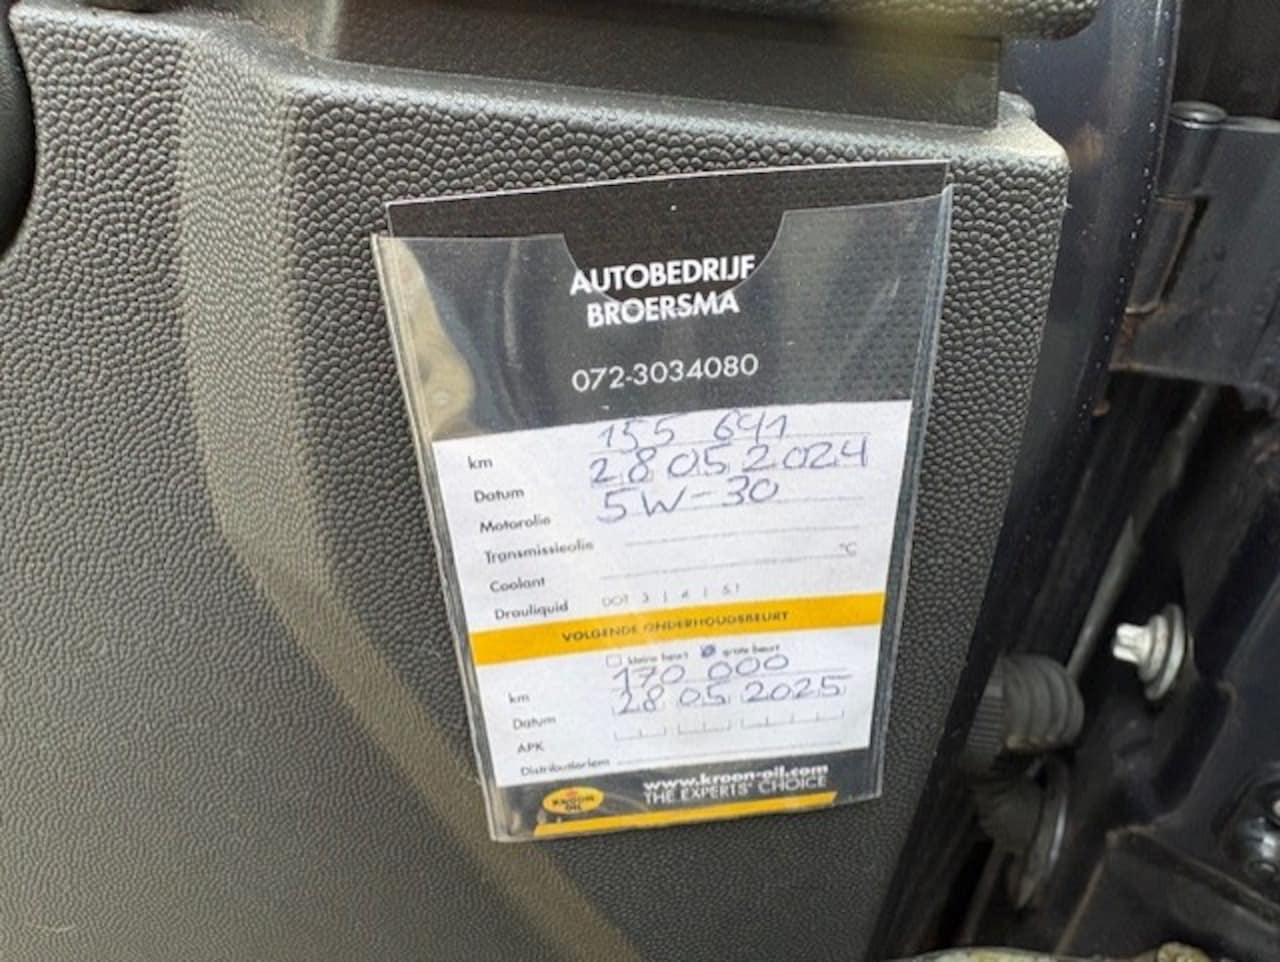 AUTOBEDRIJF
BROERSMA
072-3034080
km 155 641
Datum 28 05 2024
Motorolie 5W-30
Transmissieolie
Coolant °C
Drauliquid DOT 3 | 4 | 5.1
VOLGENDE ONDERHOUDSBEURT
kleine beurt grote beurt
km 170 000
Datum 28 05 2025
APK
Distributieriem
www.kroon-oil.com
KROON OIL THE EXPERTS' CHOICE